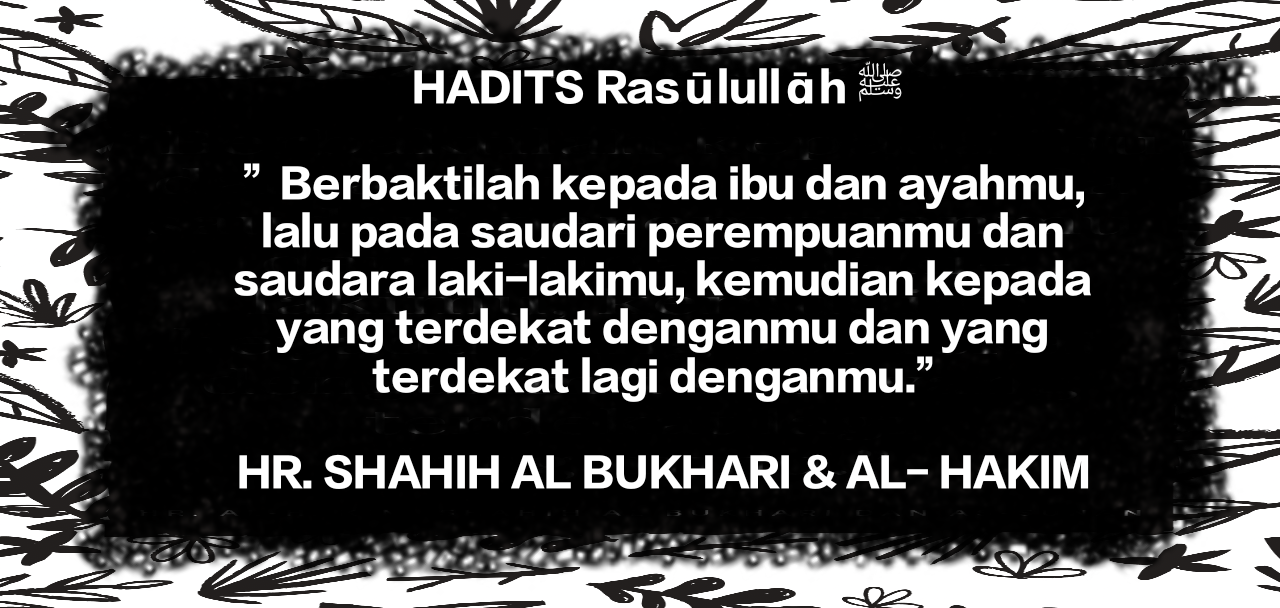 HADITS Rasūlullāh ﷺ
” Berbaktilah kepada ibu dan ayahmu,
lalu pada saudari perempuanmu dan
saudara laki-lakimu, kemudian kepada
yang terdekat denganmu dan yang
terdekat lagi denganmu.”
HR. SHAHIH AL BUKHARI & AL- HAKIM